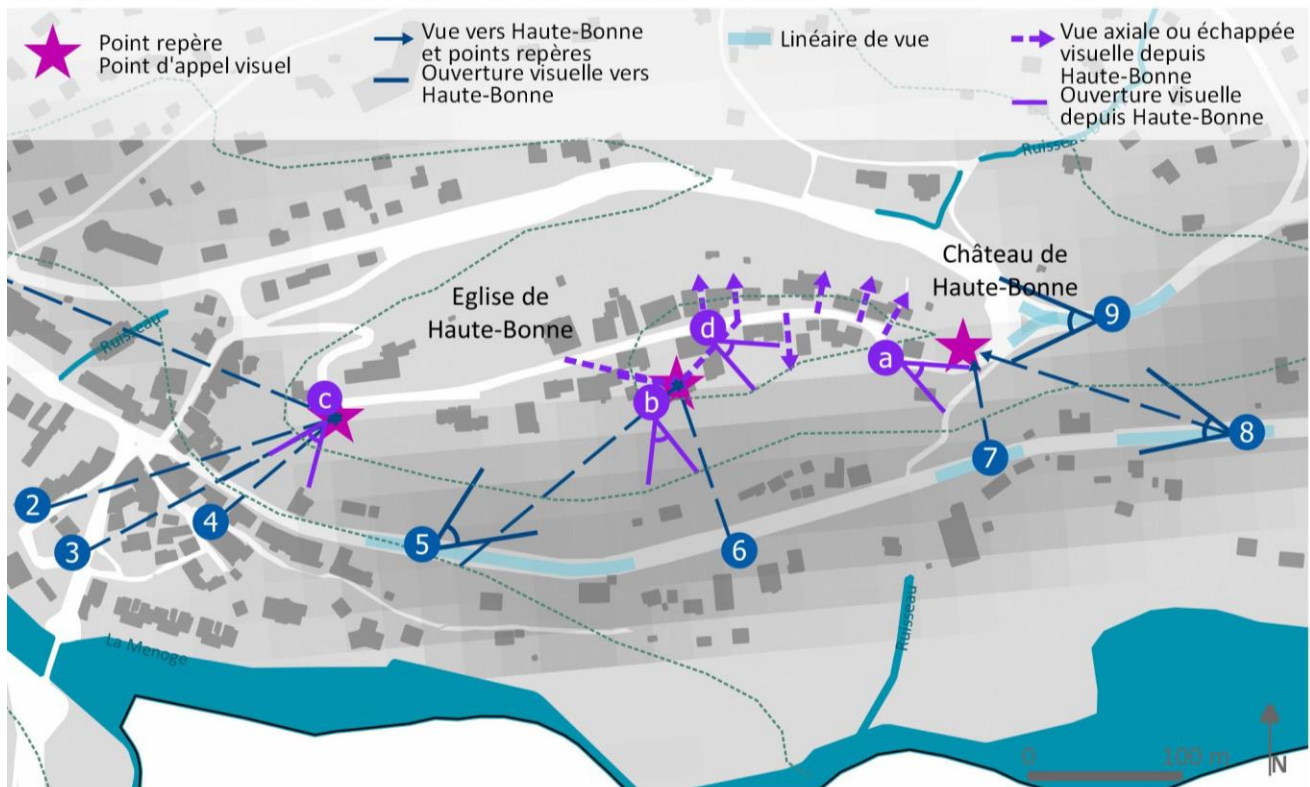 Point repère
Point d'appel visuel
Vue vers Haute-Bonne
et points repères
Ouverture visuelle vers
Haute-Bonne
Linéaire de vue
Vue axiale ou échappée
visuelle depuis
Haute-Bonne
Ouverture visuelle
depuis Haute-Bonne
Château de
Haute-Bonne
Eglise de
Haute-Bonne
Ruisseau
9
d
a
c
b
8
7
2
4
5
3
6
Ruisseau
La Menoge
0
100 m
N